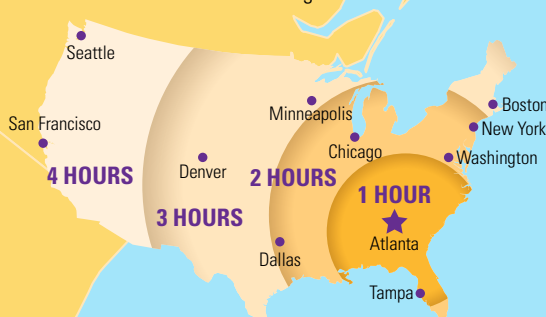 Seattle
Minneapolis
Boston
San Francisco
New York
Chicago
Washington
4 HOURS
Denver
2 HOURS
1 HOUR
3 HOURS
Atlanta
Dallas
Tampa